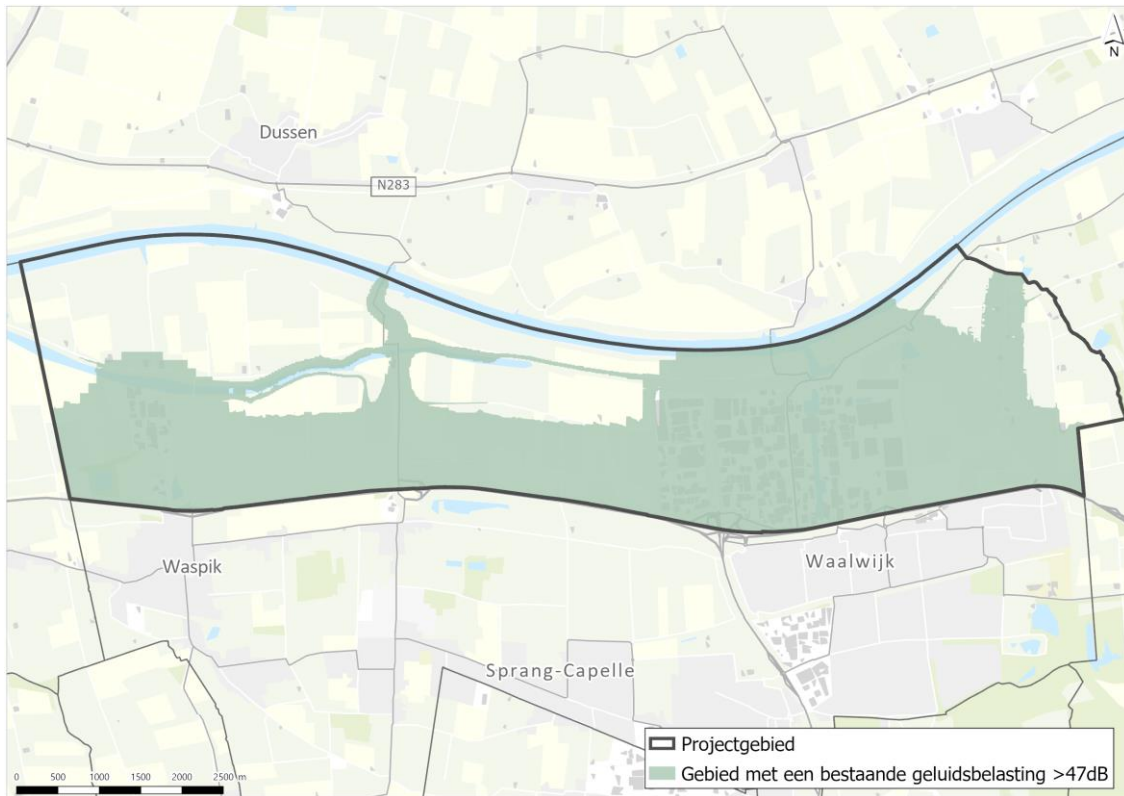 N
Dussen
N283
Waspik
Waalwijk
Sprang-Capelle
Projectgebied
Gebied met een bestaande geluidsbelasting >47dB
0 500 1000 1500 2000 2500 m